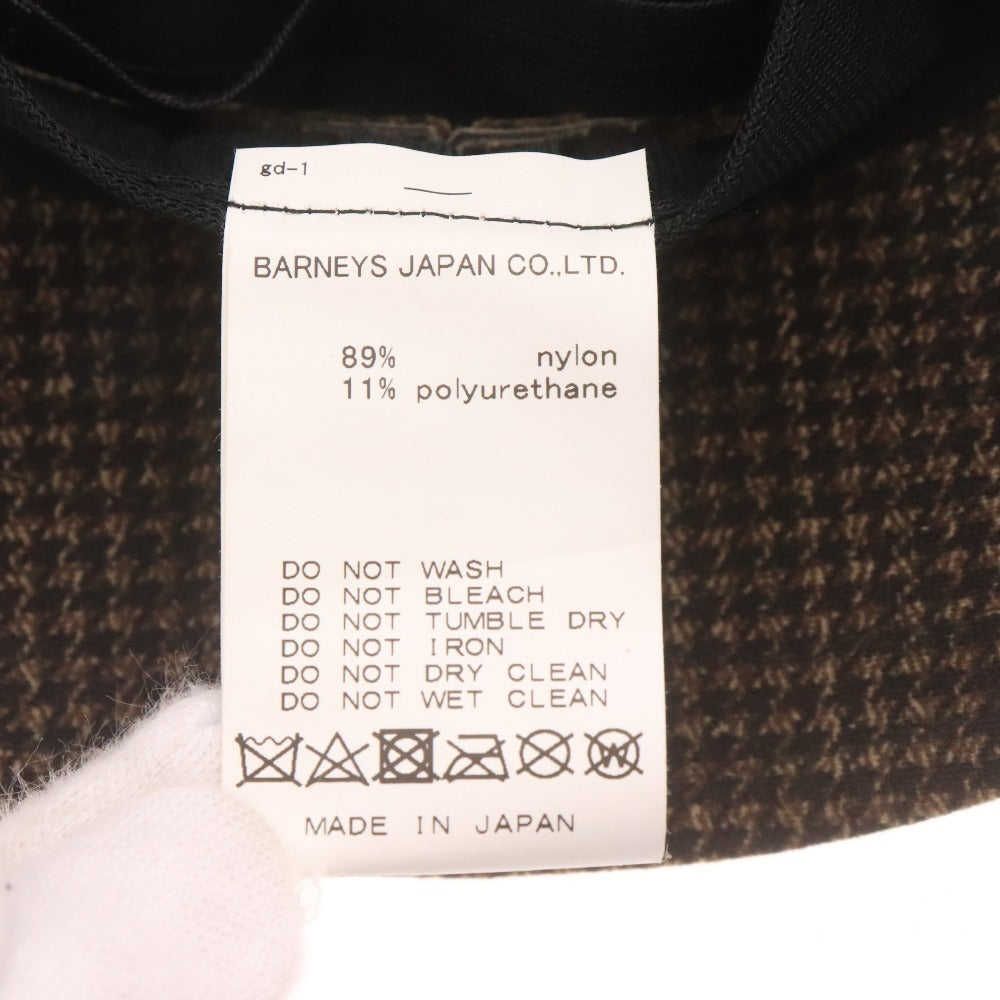 gd-1
BARNEYS JAPAN CO.,LTD.
89% nylon
11% polyurethane
DO NOT WASH
DO NOT BLEACH
DO NOT TUMBLE DRY
DO NOT IRON
DO NOT DRY CLEAN
DO NOT WET CLEAN
W
MADE IN JAPAN